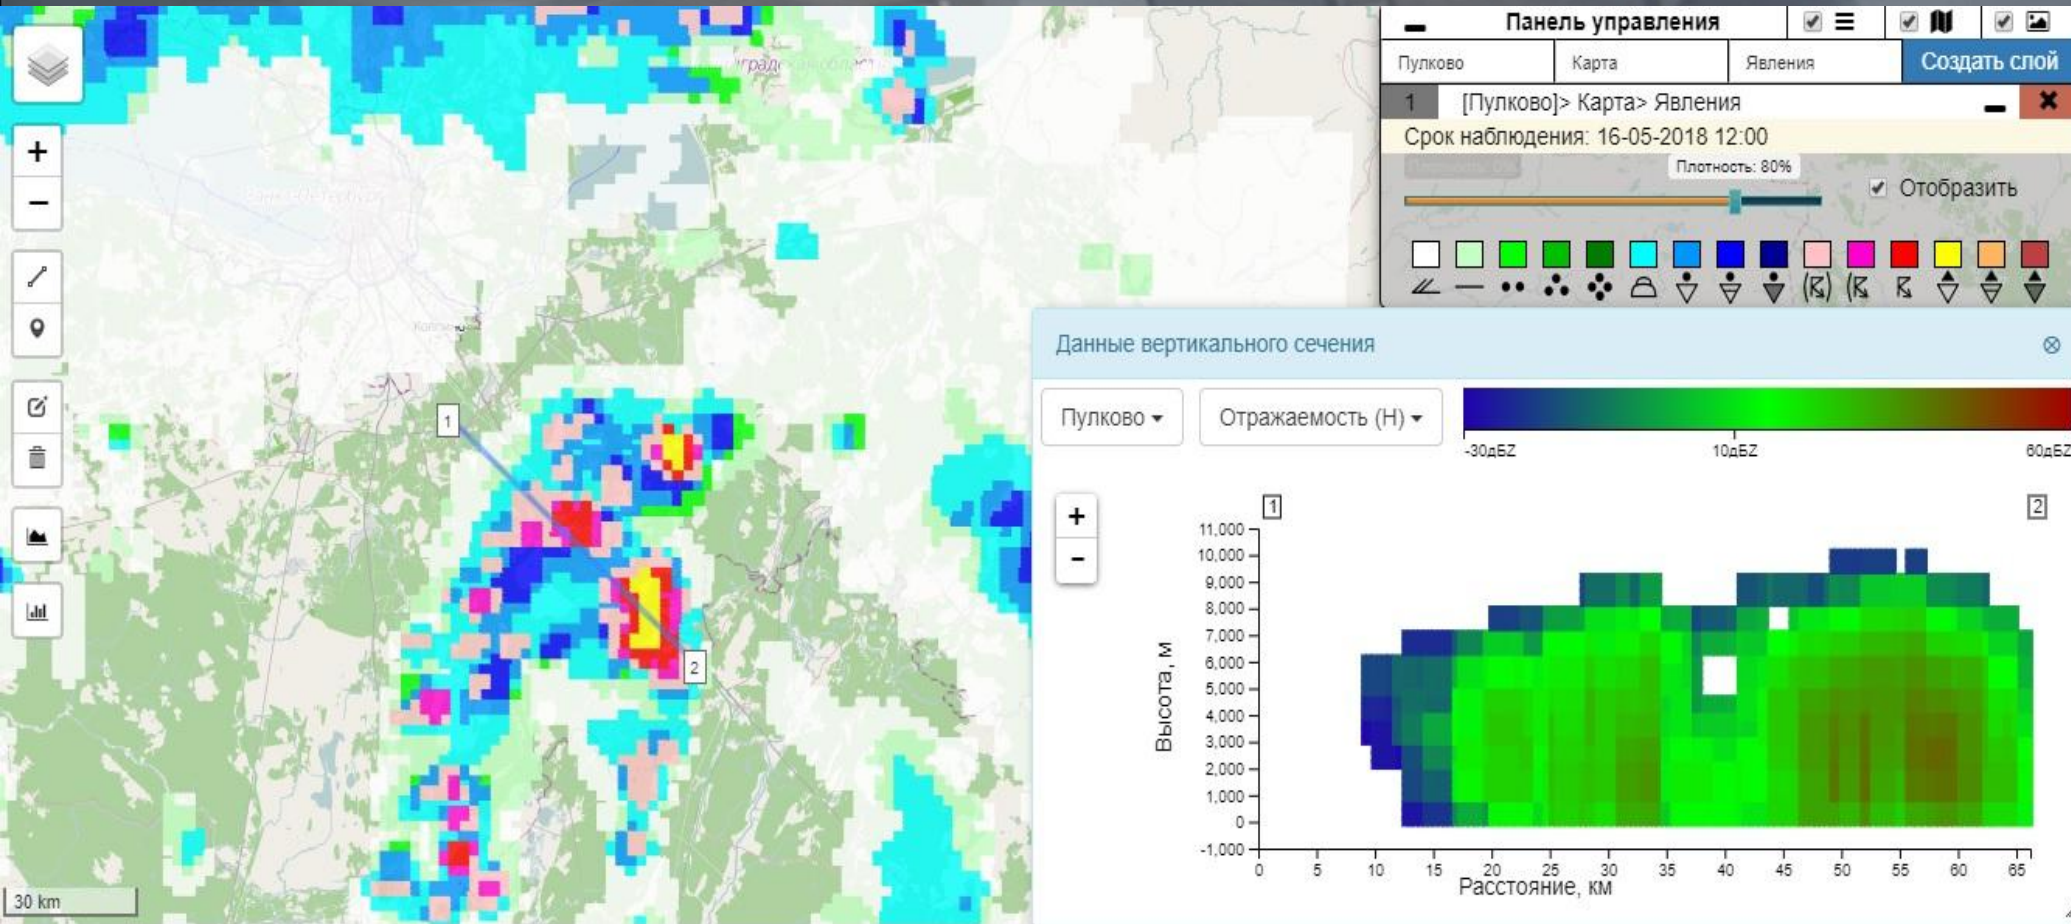 Панель управления
Пулково
Карта
Явления
Создать слой
1
[Пулково]> Карта> Явления
Срок наблюдения: 16-05-2018 12:00
Плотность: 80%
Отобразить
+
−
1
2
30 km
Данные вертикального сечения
Пулково
Отражаемость (H)
-30дБZ
10дБZ
60дБZ
+
−
1
2
11,000
10,000
9,000
8,000
7,000
6,000
5,000
4,000
3,000
2,000
1,000
0
-1,000
Высота, м
0 5 10 15 20 25 30 35 40 45 50 55 60 65
Расстояние, км